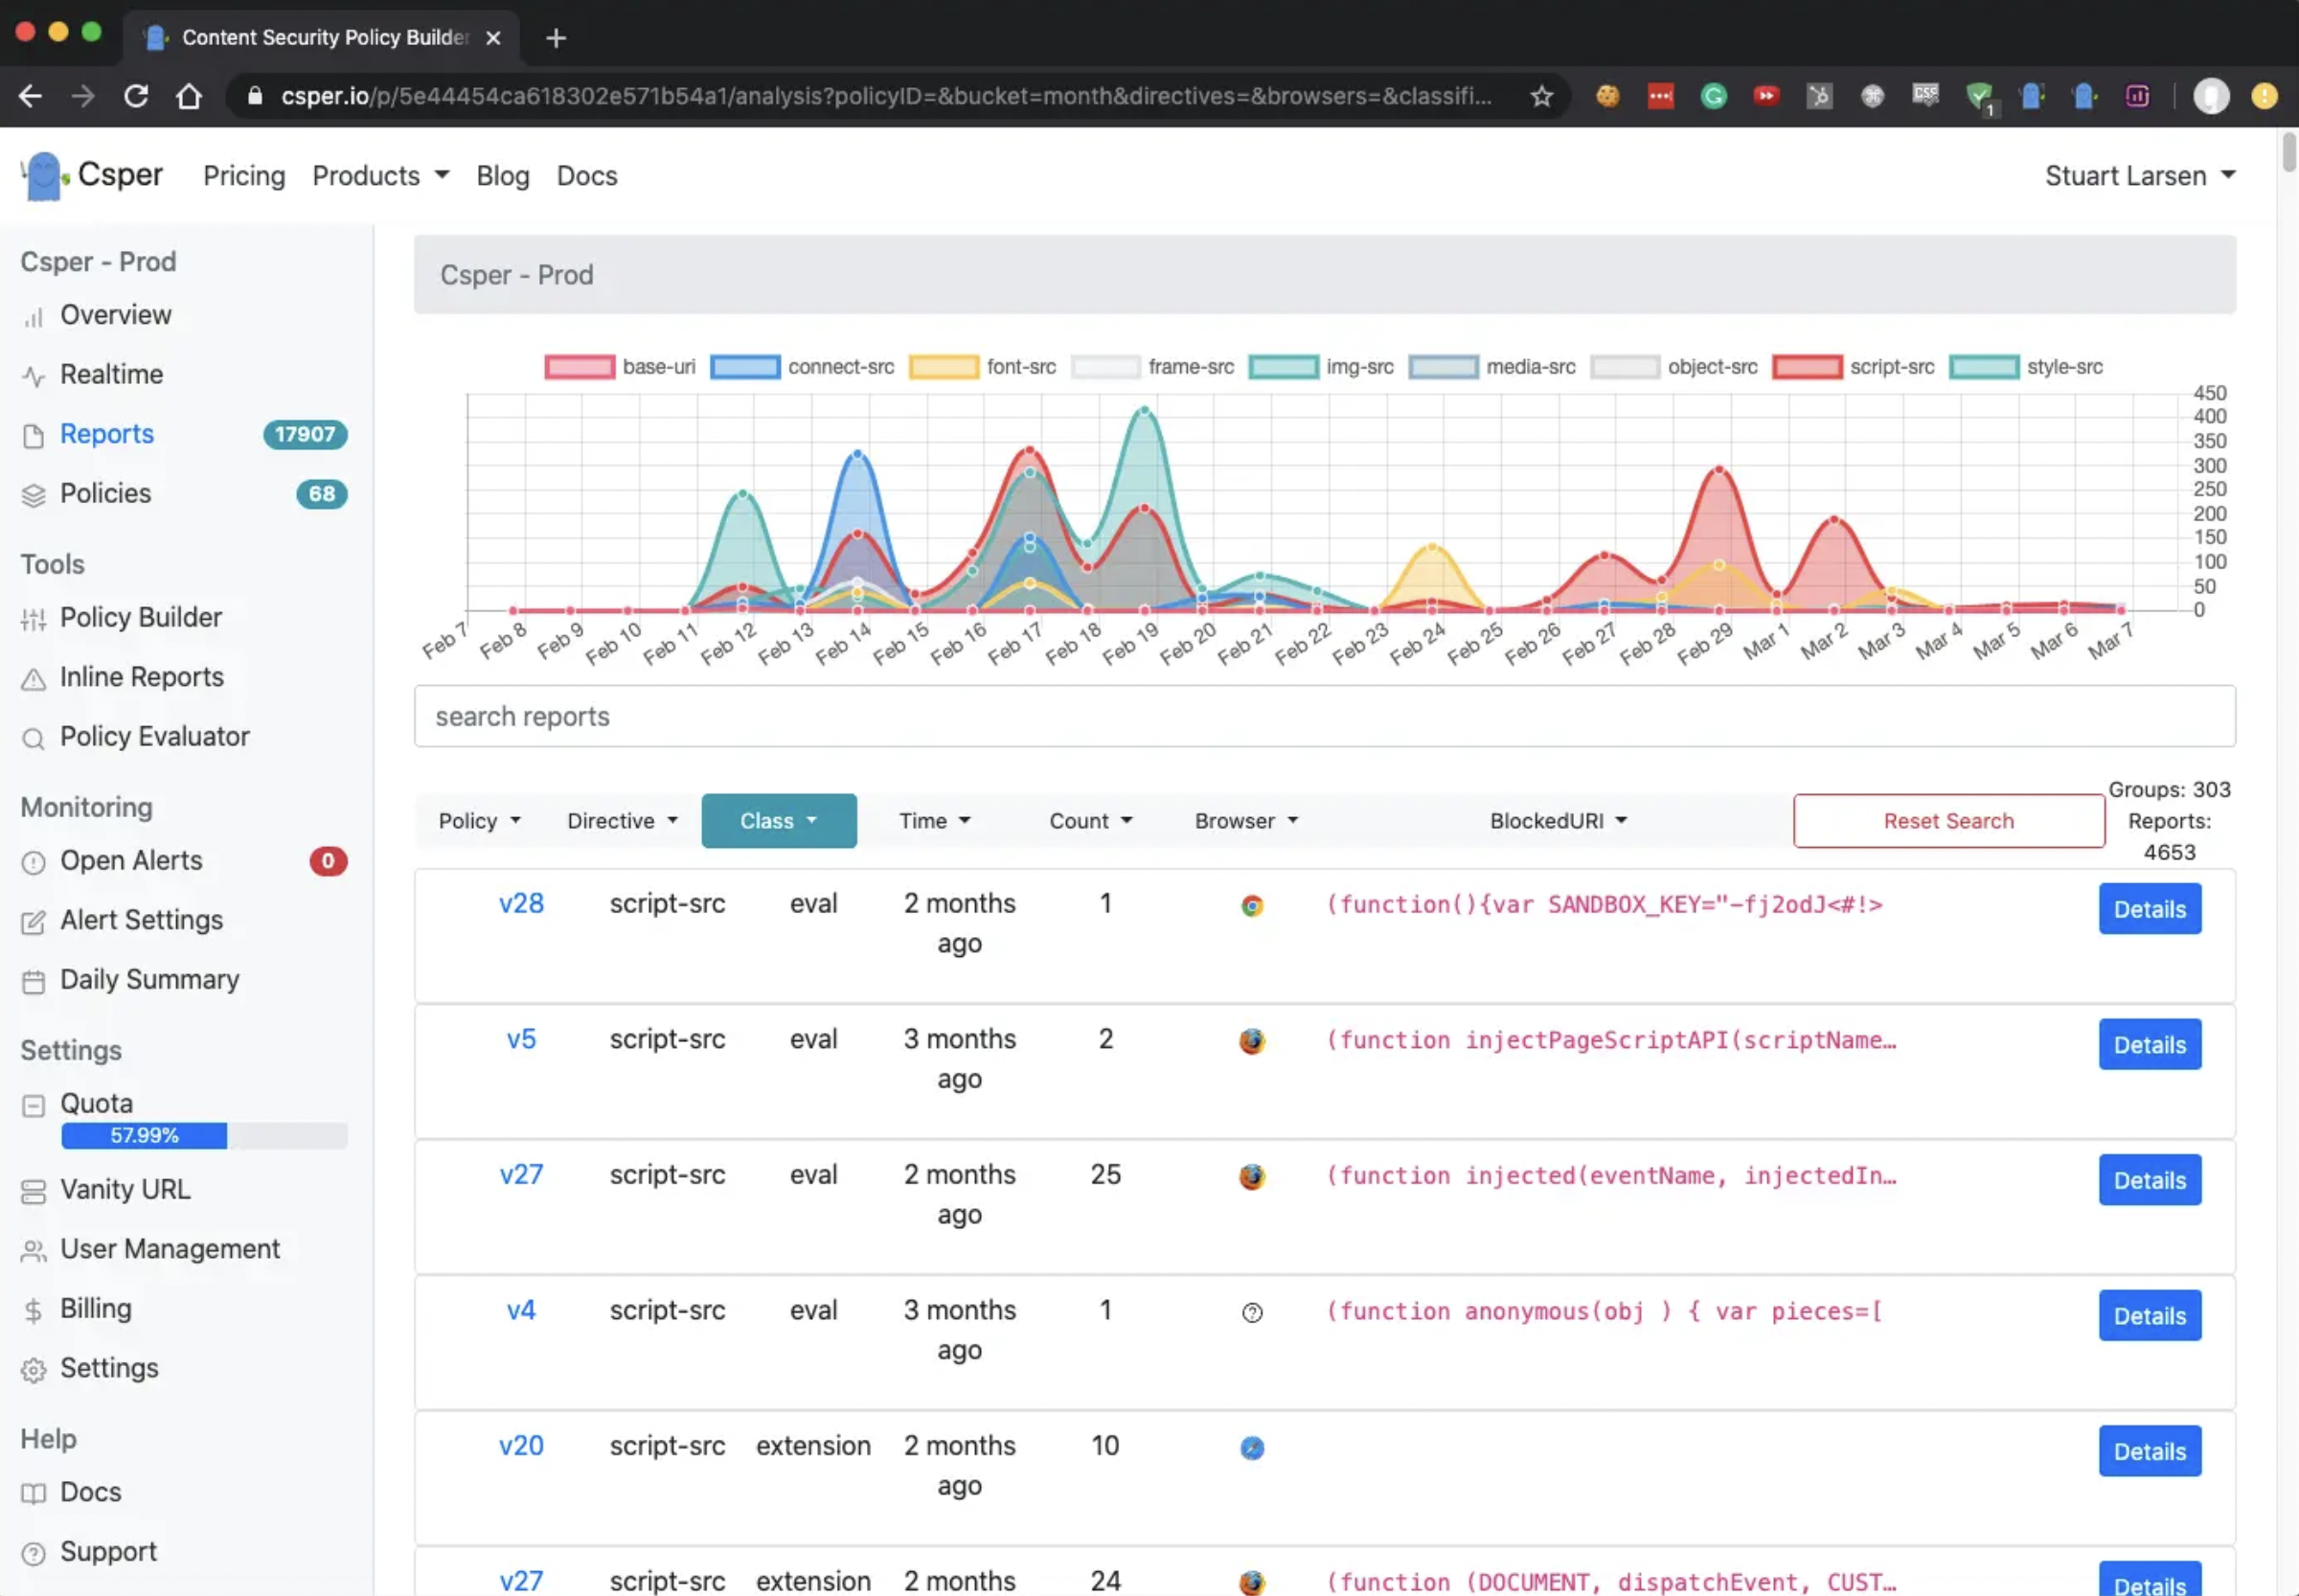 Content Security Policy Builder
csper.io/p/5e44454ca618302e571b54a1/analysis?policyID=&bucket=month&directives=&browsers=&classifi...
CSP
1
Csper Pricing Products Blog Docs Stuart Larsen
Csper - Prod
Overview
Realtime
Reports 17907
Policies 68
Tools
Policy Builder
Inline Reports
Policy Evaluator
Monitoring
Open Alerts 0
Alert Settings
Daily Summary
Settings
Quota
57.99%
Vanity URL
User Management
Billing
Settings
Help
Docs
Support
Csper - Prod
base-uri connect-src font-src frame-src img-src media-src object-src script-src style-src
450
400
350
300
250
200
150
100
50
0
Feb 7 Feb 8 Feb 9 Feb 10 Feb 11 Feb 12 Feb 13 Feb 14 Feb 15 Feb 16 Feb 17 Feb 18 Feb 19 Feb 20 Feb 21 Feb 22 Feb 23 Feb 24 Feb 25 Feb 26 Feb 27 Feb 28 Feb 29 Mar 1 Mar 2 Mar 3 Mar 4 Mar 5 Mar 6 Mar 7
search reports
Policy Directive Class Time Count Browser BlockedURI Reset Search
Groups: 303
Reports:
4653
v28 script-src eval 2 months 1 (function(){var SANDBOX_KEY="-fj2odJ<#!> Details
ago
v5 script-src eval 3 months 2 (function injectPageScriptAPI(scriptName… Details
ago
v27 script-src eval 2 months 25 (function injected(eventName, injectedIn… Details
ago
v4 script-src eval 3 months 1 (function anonymous(obj ) { var pieces=[ Details
ago
v20 script-src extension 2 months 10 Details
ago
v27 script-src extension 2 months 24 (function (DOCUMENT, dispatchEvent, CUST… Details